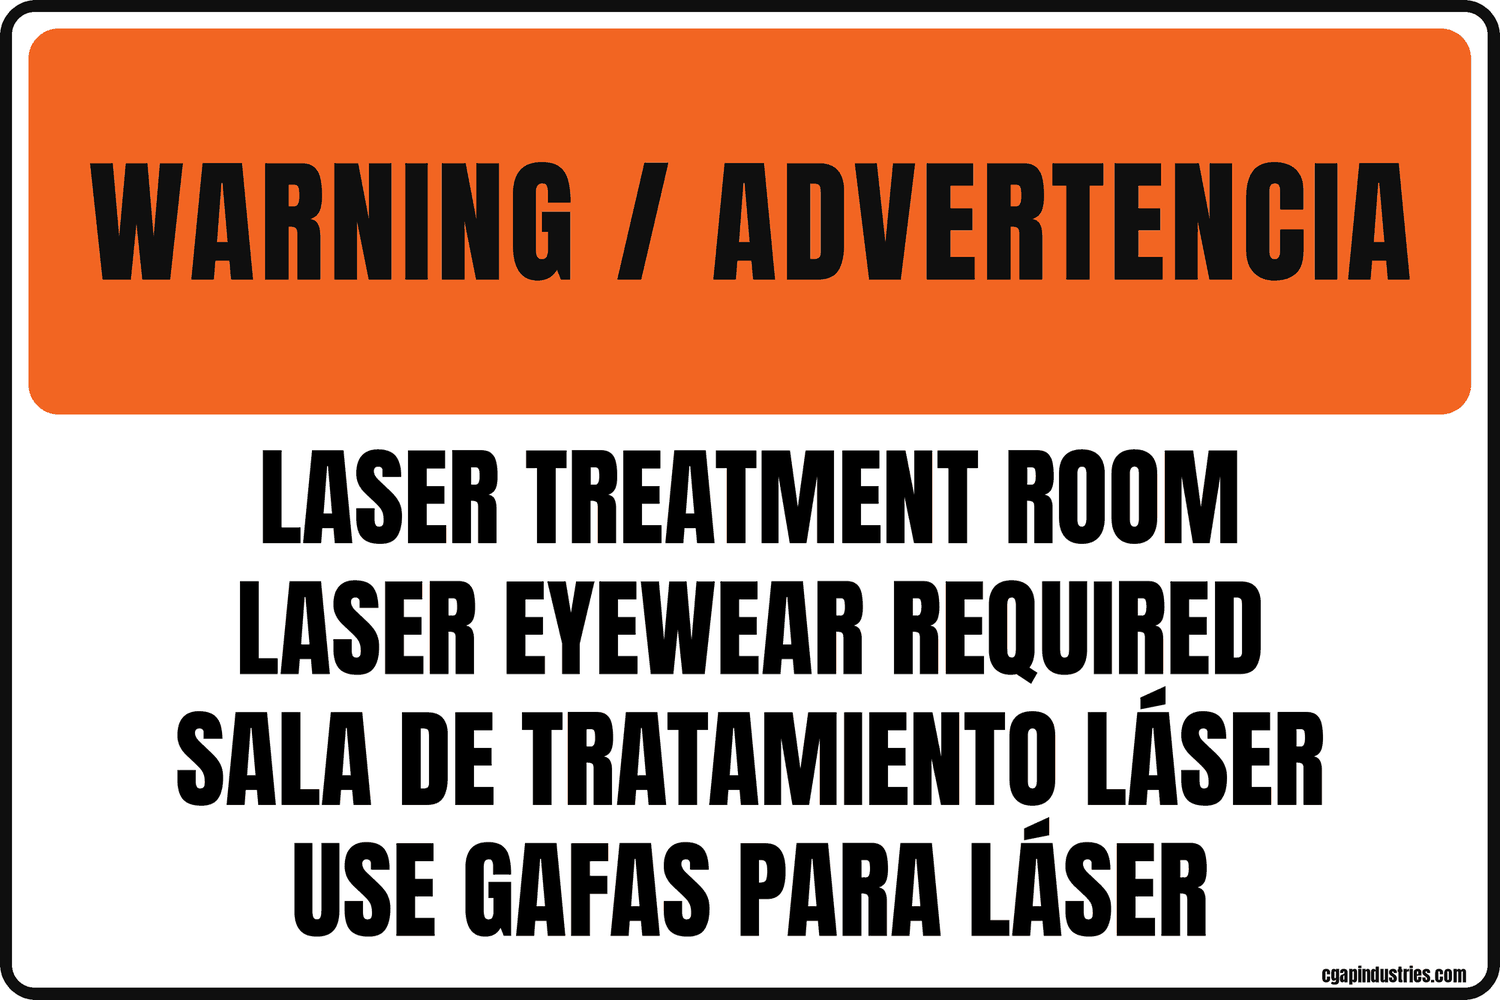 WARNING / ADVERTENCIA
LASER TREATMENT ROOM
LASER EYEWEAR REQUIRED
SALA DE TRATAMIENTO LÁSER
USE GAFAS PARA LÁSER
cgapindustries.com